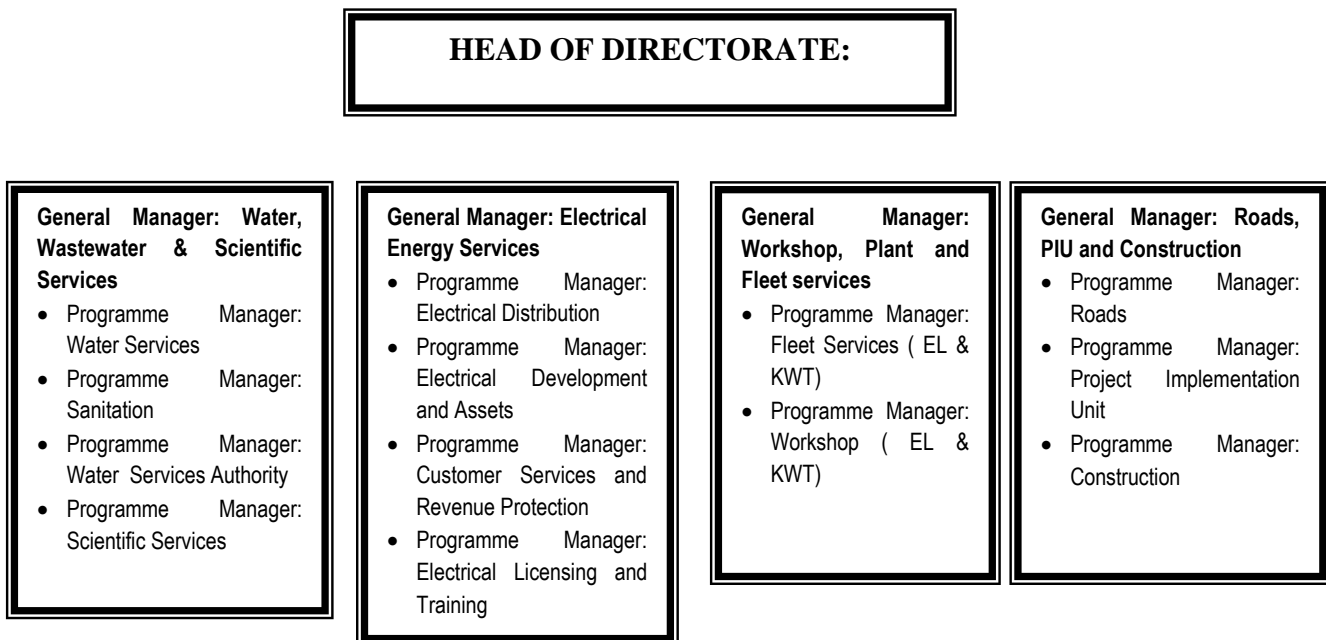 HEAD OF DIRECTORATE:
General Manager: Water,
Wastewater & Scientific
Services
• Programme Manager:
Water Services
• Programme Manager:
Sanitation
• Programme Manager:
Water Services Authority
• Programme Manager:
Scientific Services
General Manager: Electrical
Energy Services
• Programme Manager:
Electrical Distribution
• Programme Manager:
Electrical Development
and Assets
• Programme Manager:
Customer Services and
Revenue Protection
• Programme Manager:
Electrical Licensing and
Training
General Manager:
Workshop, Plant and
Fleet services
• Programme Manager:
Fleet Services ( EL &
KWT)
• Programme Manager:
Workshop ( EL &
KWT)
General Manager: Roads,
PIU and Construction
• Programme Manager:
Roads
• Programme Manager:
Project Implementation
Unit
• Programme Manager:
Construction